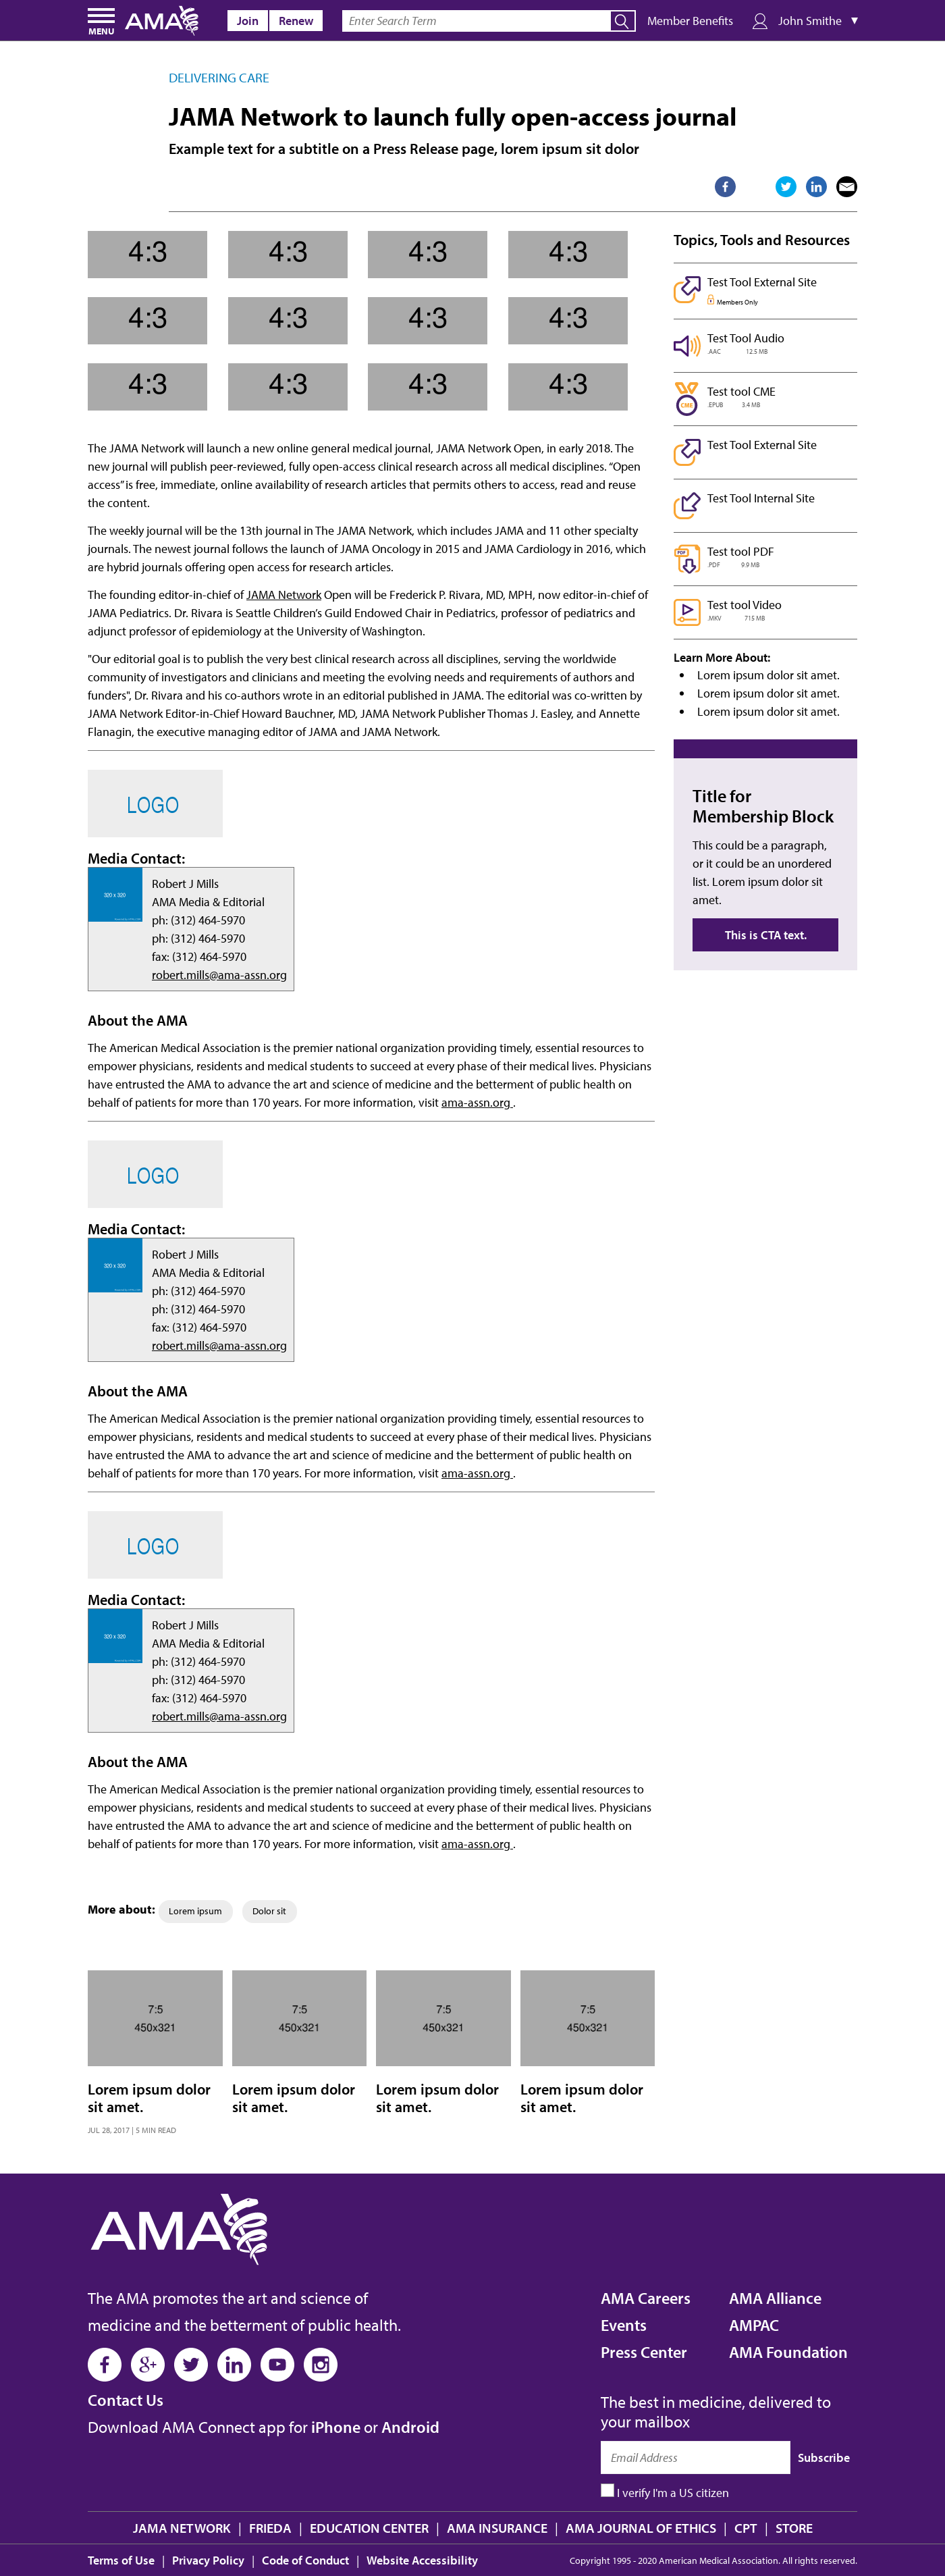 MENU
AMA
Join
Renew
Enter Search Term
Member Benefits
John Smithe
DELIVERING CARE
JAMA Network to launch fully open-access journal
Example text for a subtitle on a Press Release page, lorem ipsum sit dolor
4:3 4:3 4:3 4:3
4:3 4:3 4:3 4:3
4:3 4:3 4:3 4:3
The JAMA Network will launch a new online general medical journal, JAMA Network Open, in early 2018. The
new journal will publish peer-reviewed, fully open-access clinical research across all medical disciplines. “Open
access” is free, immediate, online availability of research articles that permits others to access, read and reuse
the content.
The weekly journal will be the 13th journal in The JAMA Network, which includes JAMA and 11 other specialty
journals. The newest journal follows the launch of JAMA Oncology in 2015 and JAMA Cardiology in 2016, which
are hybrid journals offering open access for research articles.
The founding editor-in-chief of JAMA Network Open will be Frederick P. Rivara, MD, MPH, now editor-in-chief of
JAMA Pediatrics. Dr. Rivara is Seattle Children’s Guild Endowed Chair in Pediatrics, professor of pediatrics and
adjunct professor of epidemiology at the University of Washington.
"Our editorial goal is to publish the very best clinical research across all disciplines, serving the worldwide
community of investigators and clinicians and meeting the evolving needs and requirements of authors and
funders", Dr. Rivara and his co-authors wrote in an editorial published in JAMA. The editorial was co-written by
JAMA Network Editor-in-Chief Howard Bauchner, MD, JAMA Network Publisher Thomas J. Easley, and Annette
Flanagin, the executive managing editor of JAMA and JAMA Network.
LOGO
Media Contact:
320 x 320
Robert J Mills
AMA Media & Editorial
ph: (312) 464-5970
ph: (312) 464-5970
fax: (312) 464-5970
robert.mills@ama-assn.org
About the AMA
The American Medical Association is the premier national organization providing timely, essential resources to
empower physicians, residents and medical students to succeed at every phase of their medical lives. Physicians
have entrusted the AMA to advance the art and science of medicine and the betterment of public health on
behalf of patients for more than 170 years. For more information, visit ama-assn.org .
LOGO
Media Contact:
320 x 320
Robert J Mills
AMA Media & Editorial
ph: (312) 464-5970
ph: (312) 464-5970
fax: (312) 464-5970
robert.mills@ama-assn.org
About the AMA
The American Medical Association is the premier national organization providing timely, essential resources to
empower physicians, residents and medical students to succeed at every phase of their medical lives. Physicians
have entrusted the AMA to advance the art and science of medicine and the betterment of public health on
behalf of patients for more than 170 years. For more information, visit ama-assn.org .
LOGO
Media Contact:
320 x 320
Robert J Mills
AMA Media & Editorial
ph: (312) 464-5970
ph: (312) 464-5970
fax: (312) 464-5970
robert.mills@ama-assn.org
About the AMA
The American Medical Association is the premier national organization providing timely, essential resources to
empower physicians, residents and medical students to succeed at every phase of their medical lives. Physicians
have entrusted the AMA to advance the art and science of medicine and the betterment of public health on
behalf of patients for more than 170 years. For more information, visit ama-assn.org .
More about: Lorem ipsum Dolor sit
Topics, Tools and Resources
Test Tool External Site
Members Only
Test Tool Audio
.AAC 12.5 MB
CME
Test tool CME
.EPUB 3.4 MB
Test Tool External Site
Test Tool Internal Site
PDF
Test tool PDF
.PDF 9.9 MB
Test tool Video
.MKV 715 MB
Learn More About:
• Lorem ipsum dolor sit amet.
• Lorem ipsum dolor sit amet.
• Lorem ipsum dolor sit amet.
Title for
Membership Block
This could be a paragraph,
or it could be an unordered
list. Lorem ipsum dolor sit
amet.
This is CTA text.
7:5 7:5 7:5 7:5
450x321 450x321 450x321 450x321
Lorem ipsum dolor Lorem ipsum dolor Lorem ipsum dolor Lorem ipsum dolor
sit amet. sit amet. sit amet. sit amet.
JUL 28, 2017 | 5 MIN READ
AMA
The AMA promotes the art and science of
medicine and the betterment of public health.
Contact Us
Download AMA Connect app for iPhone or Android
AMA Careers AMA Alliance
Events AMPAC
Press Center AMA Foundation
The best in medicine, delivered to
your mailbox
Email Address
Subscribe
I verify I'm a US citizen
JAMA NETWORK | FRIEDA | EDUCATION CENTER | AMA INSURANCE | AMA JOURNAL OF ETHICS | CPT | STORE
Terms of Use | Privacy Policy | Code of Conduct | Website Accessibility
Copyright 1995 - 2020 American Medical Association. All rights reserved.